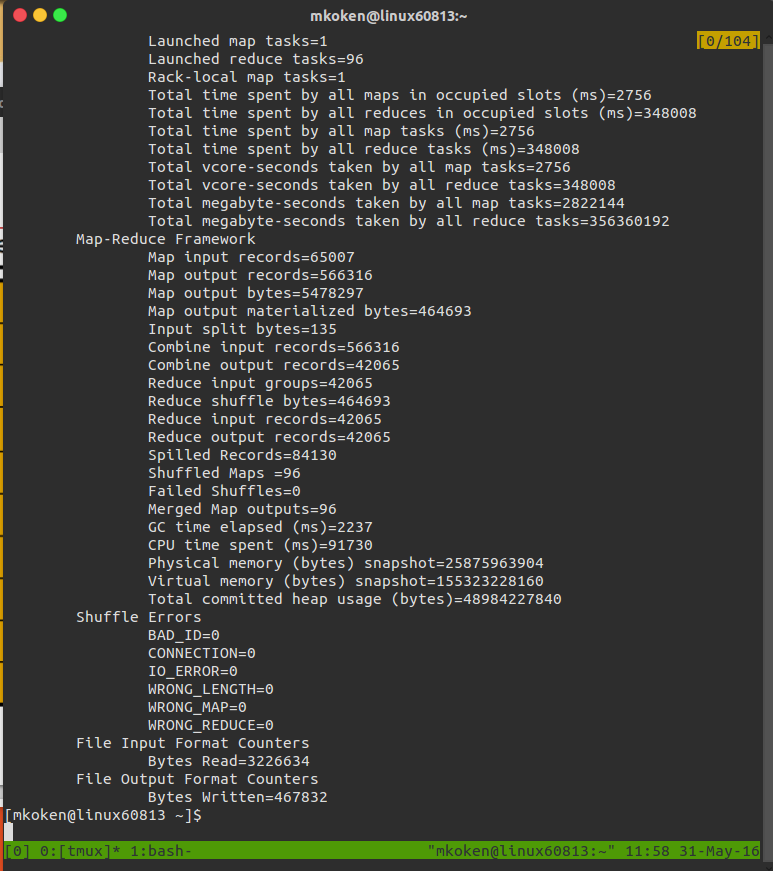 mkoken@linux60813:~
Launched map tasks=1 [0/104]
Launched reduce tasks=96
Rack-local map tasks=1
Total time spent by all maps in occupied slots (ms)=2756
Total time spent by all reduces in occupied slots (ms)=348008
Total time spent by all map tasks (ms)=2756
Total time spent by all reduce tasks (ms)=348008
Total vcore-seconds taken by all map tasks=2756
Total vcore-seconds taken by all reduce tasks=348008
Total megabyte-seconds taken by all map tasks=2822144
Total megabyte-seconds taken by all reduce tasks=356360192
Map-Reduce Framework
Map input records=65007
Map output records=566316
Map output bytes=5478297
Map output materialized bytes=464693
Input split bytes=135
Combine input records=566316
Combine output records=42065
Reduce input groups=42065
Reduce shuffle bytes=464693
Reduce input records=42065
Reduce output records=42065
Spilled Records=84130
Shuffled Maps =96
Failed Shuffles=0
Merged Map outputs=96
GC time elapsed (ms)=2237
CPU time spent (ms)=91730
Physical memory (bytes) snapshot=25875963904
Virtual memory (bytes) snapshot=155323228160
Total committed heap usage (bytes)=48984227840
Shuffle Errors
BAD_ID=0
CONNECTION=0
IO_ERROR=0
WRONG_LENGTH=0
WRONG_MAP=0
WRONG_REDUCE=0
File Input Format Counters
Bytes Read=3226634
File Output Format Counters
Bytes Written=467832
[mkoken@linux60813 ~]$
[0] 0:[tmux]* 1:bash- "mkoken@linux60813:~" 11:58 31-May-16